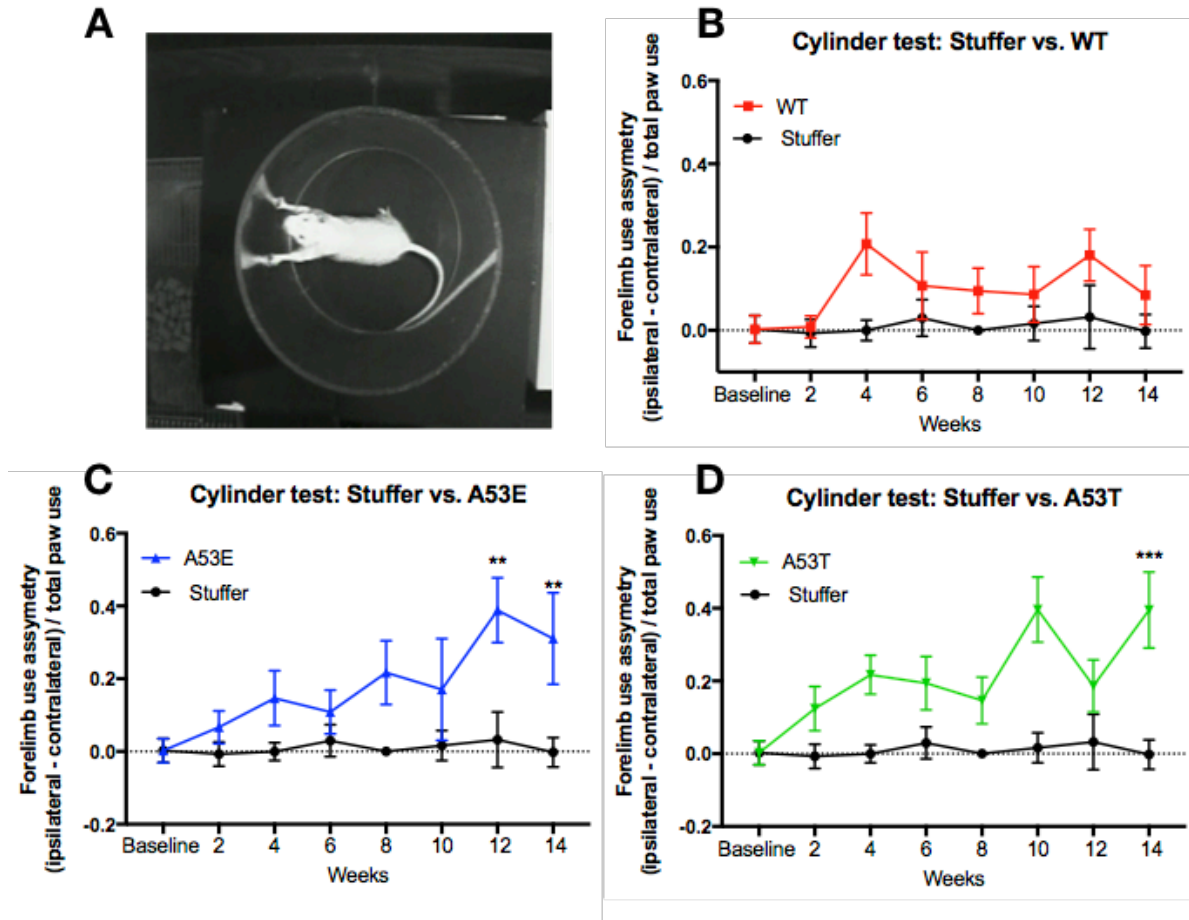 A
B
Cylinder test: Stuffer vs. WT
Forelimb use assymetry
(ipsilateral - contralateral) / total paw use
0.6
0.4
0.2
0.0
WT
Stuffer
Baseline 2 4 6 8 10 12 14
Weeks
C
Cylinder test: Stuffer vs. A53E
Forelimb use assymetry
(ipsilateral - contralateral) / total paw use
0.6
0.4
0.2
0.0
-0.2
A53E
Stuffer
** **
Baseline 2 4 6 8 10 12 14
Weeks
D
Cylinder test: Stuffer vs. A53T
Forelimb use assymetry
(ipsilateral - contralateral) / total paw use
0.6
0.4
0.2
0.0
-0.2
A53T
Stuffer
***
Baseline 2 4 6 8 10 12 14
Weeks